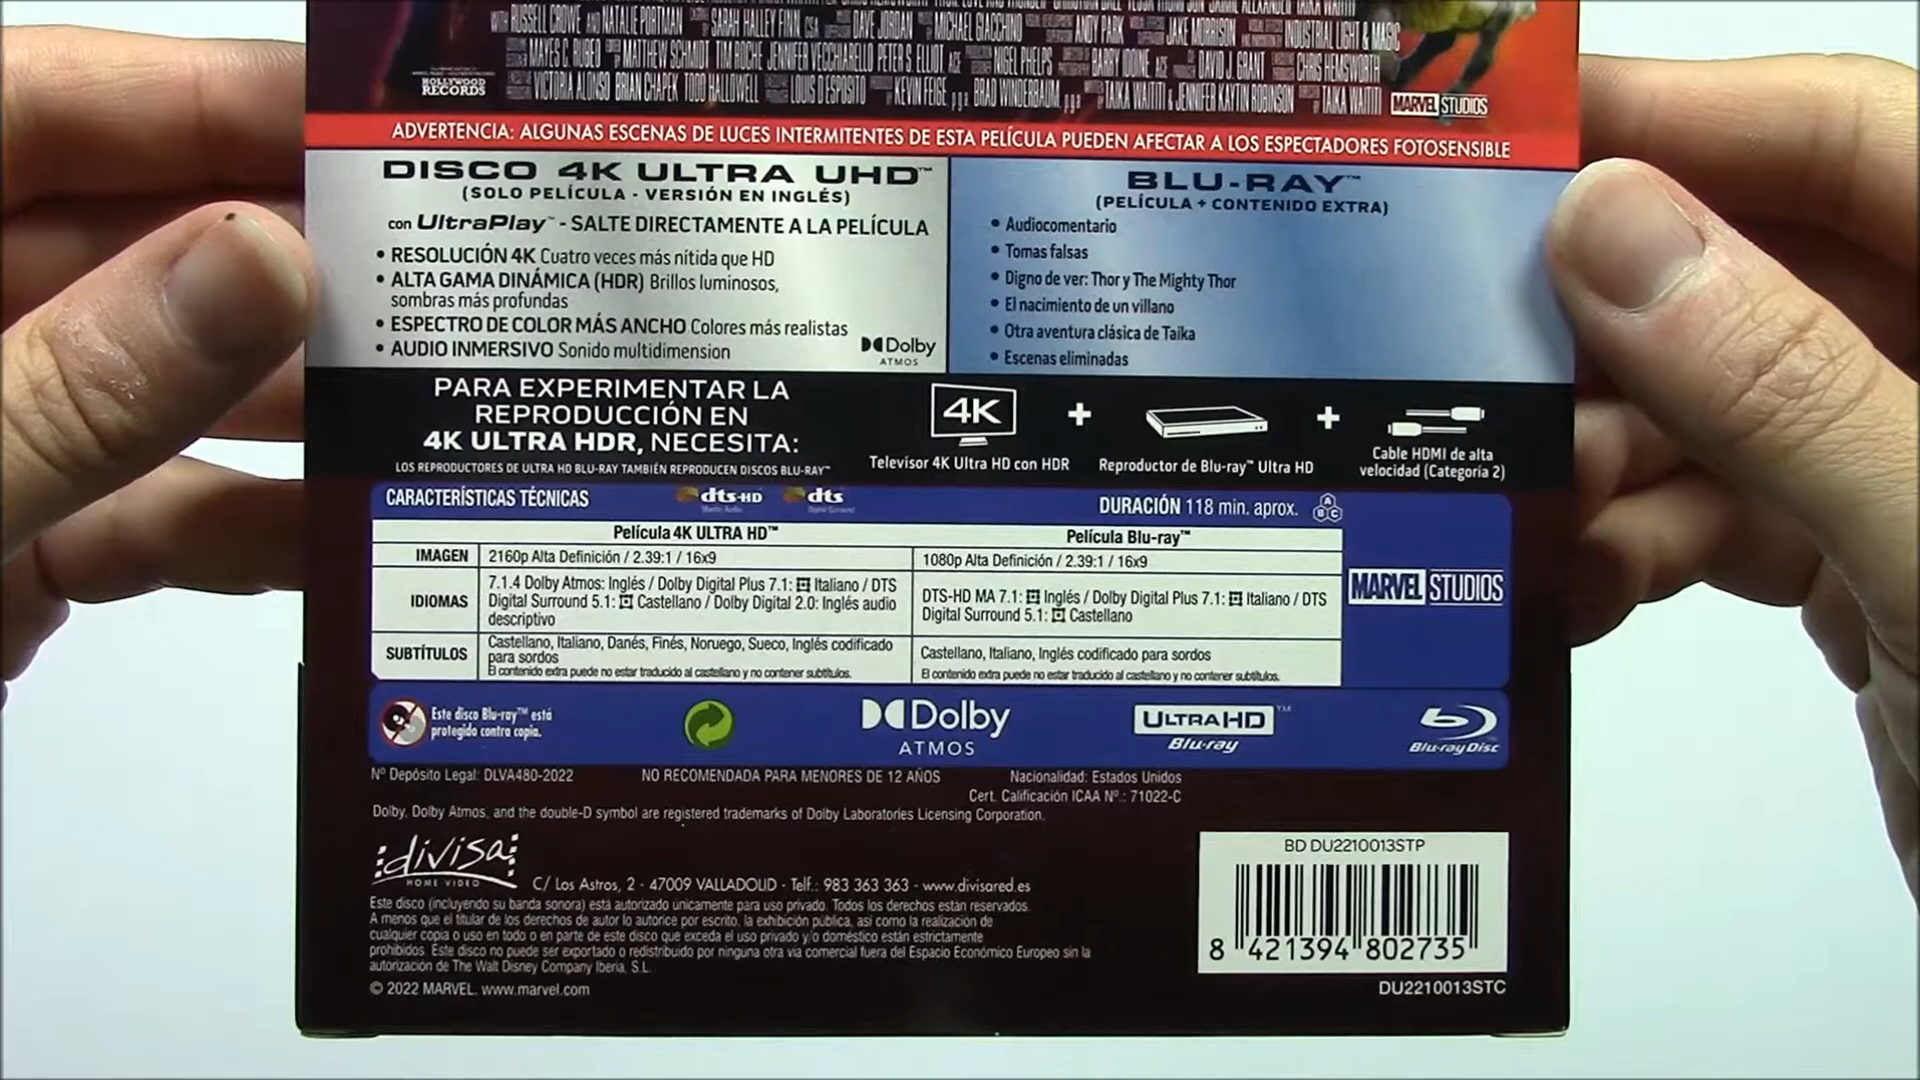 WITH RUSSELL CROWE AND NATALIE PORTMAN SARAH HALLEY FINN, CSA DAVE JORDAN MICHAEL GIACCHINO ANDY PARK JAKE MORRISON INDUSTRIAL LIGHT & MAGIC
MAYES C. RUBEO MATTHEW SCHMIDT TIM ROCHE JENNIFER VECCHIARELLO PETER S. ELLIOT, ACE NIGEL PHELPS BARRY IDOINE, ACS DAVID J. GRANT CHRIS HEMSWORTH
HOLLYWOOD RECORDS
VICTORIA ALONSO BRIAN CHAPEK TODD HALLOWELL LOUIS D'ESPOSITO KEVIN FEIGE, p.g.a. BRAD WINDERBAUM, p.g.a. TAIKA WAITITI & JENNIFER KAYTIN ROBINSON TAIKA WAITITI
MARVEL STUDIOS
ADVERTENCIA: ALGUNAS ESCENAS DE LUCES INTERMITENTES DE ESTA PELÍCULA PUEDEN AFECTAR A LOS ESPECTADORES FOTOSENSIBLE
DISCO 4K ULTRA UHD™
(SOLO PELÍCULA - VERSIÓN EN INGLÉS)
con UltraPlay™ - SALTE DIRECTAMENTE A LA PELÍCULA
• RESOLUCIÓN 4K Cuatro veces más nítida que HD
• ALTA GAMA DINÁMICA (HDR) Brillos luminosos,
sombras más profundas
• ESPECTRO DE COLOR MÁS ANCHO Colores más realistas
• AUDIO INMERSIVO Sonido multidimension
Dolby
ATMOS
BLU-RAY™
(PELÍCULA + CONTENIDO EXTRA)
• Audiocomentario
• Tomas falsas
• Digno de ver: Thor y The Mighty Thor
• El nacimiento de un villano
• Otra aventura clásica de Taika
• Escenas eliminadas
PARA EXPERIMENTAR LA
REPRODUCCIÓN EN
4K ULTRA HDR, NECESITA:
LOS REPRODUCTORES DE ULTRA HD BLU-RAY TAMBIÉN REPRODUCEN DISCOS BLU-RAY™
4K
+
+
Televisor 4K Ultra HD con HDR
Reproductor de Blu-ray™ Ultra HD
Cable HDMI de alta
velocidad (Categoría 2)
CARACTERÍSTICAS TÉCNICAS
dts-HD
Master Audio
dts
Digital Surround
DURACIÓN 118 min. aprox.
A B C
Película 4K ULTRA HD™
Película Blu-ray™
IMAGEN
2160p Alta Definición / 2.39:1 / 16x9
1080p Alta Definición / 2.39:1 / 16x9
IDIOMAS
7.1.4 Dolby Atmos: Inglés / Dolby Digital Plus 7.1: Italiano / DTS
Digital Surround 5.1: Castellano / Dolby Digital 2.0: Inglés audio
descriptivo
DTS-HD MA 7.1: Inglés / Dolby Digital Plus 7.1: Italiano / DTS
Digital Surround 5.1: Castellano
SUBTÍTULOS
Castellano, Italiano, Danés, Finés, Noruego, Sueco, Inglés codificado
para sordos
El contenido extra puede no estar traducido al castellano y no contener subtítulos.
Castellano, Italiano, Inglés codificado para sordos
El contenido extra puede no estar traducido al castellano y no contener subtítulos.
MARVEL STUDIOS
Este disco Blu-ray™ está
protegido contra copia.
Dolby
ATMOS
ULTRA HD™
Blu-ray
Blu-ray Disc
Nº Depósito Legal: DLVA480-2022
NO RECOMENDADA PARA MENORES DE 12 AÑOS
Nacionalidad: Estados Unidos
Cert. Calificación ICAA Nº.: 71022-C
Dolby, Dolby Atmos, and the double-D symbol are registered trademarks of Dolby Laboratories Licensing Corporation.
divisa
HOME VIDEO
C/ Los Astros, 2 - 47009 VALLADOLID - Telf.: 983 363 363 - www.divisared.es
Este disco (incluyendo su banda sonora) está autorizado únicamente para uso privado. Todos los derechos están reservados.
A menos que el titular de los derechos de autor lo autorice por escrito, la exhibición pública, así como la realización de
cualquier copia o uso en todo o en parte de este disco que exceda el uso privado y/o doméstico están estrictamente
prohibidos. Este disco no puede ser exportado o redistribuido por ninguna otra vía comercial fuera del Espacio Económico Europeo sin la
autorización de The Walt Disney Company Iberia, S.L.
© 2022 MARVEL. www.marvel.com
BD DU2210013STP
8 421394 802735
DU2210013STC